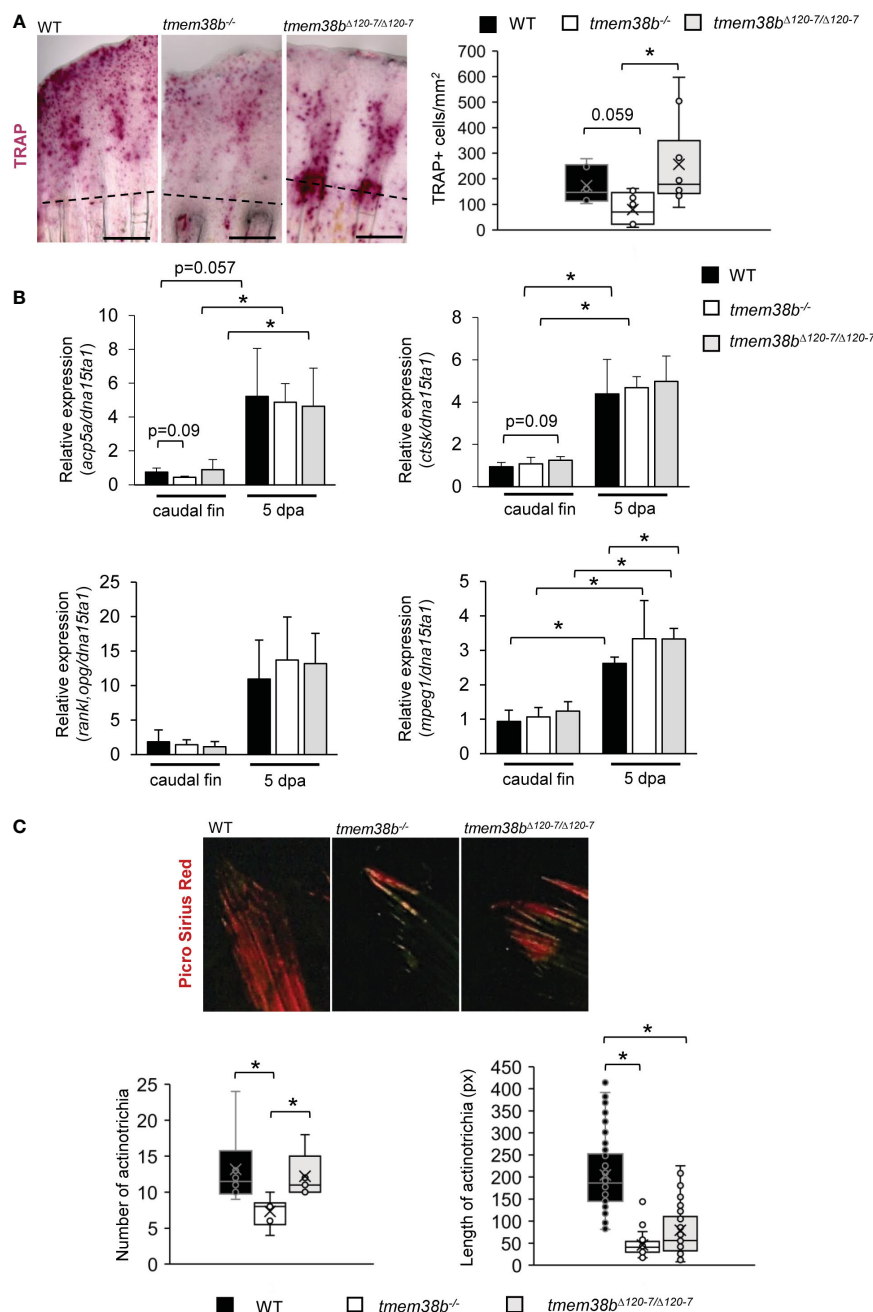 A
WT
tmem38b-/-
tmem38bΔ120-7/Δ120-7
TRAP
WT tmem38b-/- tmem38bΔ120-7/Δ120-7
*
0.059
TRAP+ cells/mm2
700
600
500
400
300
200
100
0
B
p=0.057
*
*
p=0.09
Relative expression
(acp5a/dna15ta1)
10
8
6
4
2
0
caudal fin 5 dpa
*
*
p=0.09
Relative expression
(ctsk/dna15ta1)
8
6
4
2
0
caudal fin 5 dpa
WT
tmem38b-/-
tmem38bΔ120-7/Δ120-7
Relative expression
(rankl,opg/dna15ta1)
25
20
15
10
5
0
caudal fin 5 dpa
*
*
*
*
Relative expression
(mpeg1/dna15ta1)
5
4
3
2
1
0
caudal fin 5 dpa
C
WT
tmem38b-/-
tmem38bΔ120-7/Δ120-7
Picro Sirius Red
*
*
Number of actinotrichia
25
20
15
10
5
0
*
*
Length of actinotrichia (px)
450
400
350
300
250
200
150
100
50
0
WT tmem38b-/- tmem38bΔ120-7/Δ120-7